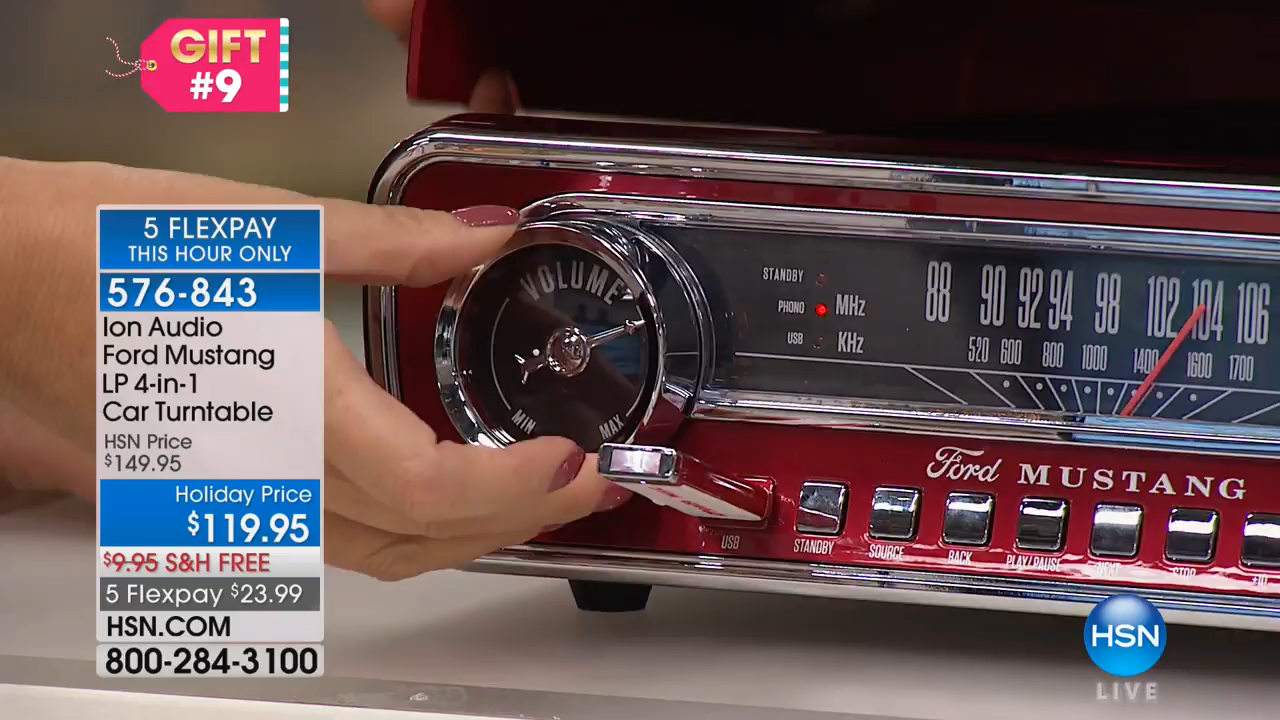 GIFT
#9
5 FLEXPAY
THIS HOUR ONLY
576-843
Ion Audio
Ford Mustang
LP 4-in-1
Car Turntable
HSN Price
$149.95
Holiday Price
$119.95
$9.95 S&H FREE
5 Flexpay $23.99
HSN.COM
800-284-3100
VOLUME
MIN MAX
STANDBY
PHONO
USB
MHz
KHz
88 90 92 94 98 102 104 106
520 600 800 1000 1400 1600 1700
Ford MUSTANG
USB STANDBY SOURCE BACK PLAY/PAUSE NEXT STOP +10
HSN
LIVE